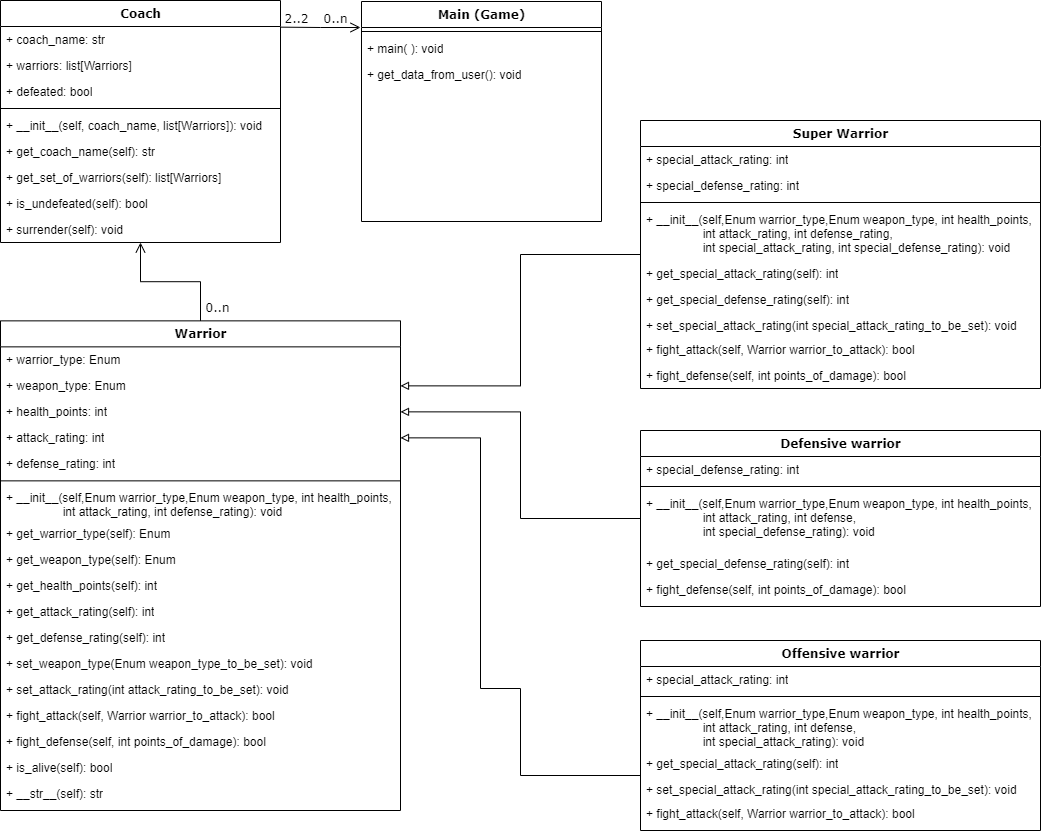 Coach
+ coach_name: str
+ warriors: list[Warriors]
+ defeated: bool
+ __init__(self, coach_name, list[Warriors]): void
+ get_coach_name(self): str
+ get_set_of_warriors(self): list[Warriors]
+ is_undefeated(self): bool
+ surrender(self): void
2..2 0..n
Main (Game)
+ main( ): void
+ get_data_from_user(): void
0..n
Warrior
+ warrior_type: Enum
+ weapon_type: Enum
+ health_points: int
+ attack_rating: int
+ defense_rating: int
+ __init__(self,Enum warrior_type,Enum weapon_type, int health_points,
int attack_rating, int defense_rating): void
+ get_warrior_type(self): Enum
+ get_weapon_type(self): Enum
+ get_health_points(self): int
+ get_attack_rating(self): int
+ get_defense_rating(self): int
+ set_weapon_type(Enum weapon_type_to_be_set): void
+ set_attack_rating(int attack_rating_to_be_set): void
+ fight_attack(self, Warrior warrior_to_attack): bool
+ fight_defense(self, int points_of_damage): bool
+ is_alive(self): bool
+ __str__(self): str
Super Warrior
+ special_attack_rating: int
+ special_defense_rating: int
+ __init__(self,Enum warrior_type,Enum weapon_type, int health_points,
int attack_rating, int defense_rating,
int special_attack_rating, int special_defense_rating): void
+ get_special_attack_rating(self): int
+ get_special_defense_rating(self): int
+ set_special_attack_rating(int special_attack_rating_to_be_set): void
+ fight_attack(self, Warrior warrior_to_attack): bool
+ fight_defense(self, int points_of_damage): bool
Defensive warrior
+ special_defense_rating: int
+ __init__(self,Enum warrior_type,Enum weapon_type, int health_points,
int attack_rating, int defense,
int special_defense_rating): void
+ get_special_defense_rating(self): int
+ fight_defense(self, int points_of_damage): bool
Offensive warrior
+ special_attack_rating: int
+ __init__(self,Enum warrior_type,Enum weapon_type, int health_points,
int attack_rating, int defense,
int special_attack_rating): void
+ get_special_attack_rating(self): int
+ set_special_attack_rating(int special_attack_rating_to_be_set): void
+ fight_attack(self, Warrior warrior_to_attack): bool